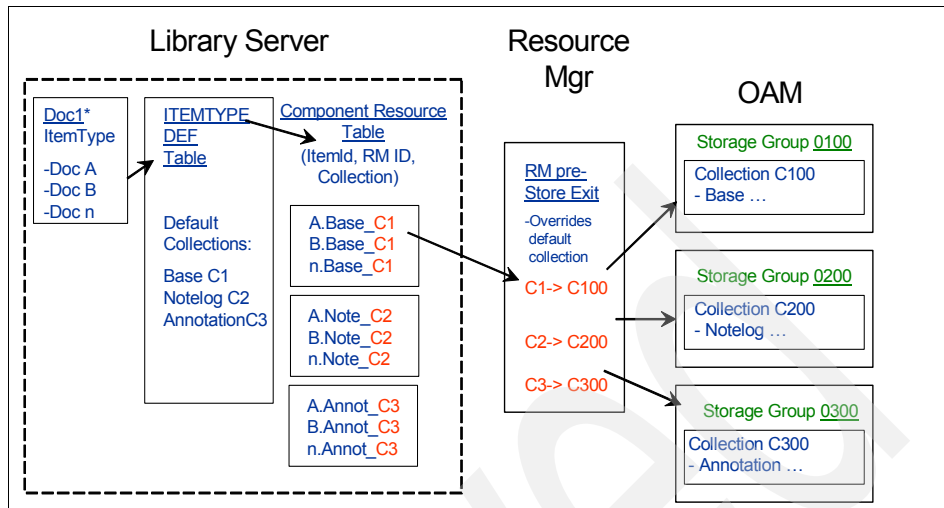 Library Server
Resource
Mgr
OAM
Doc1*
ItemType
-Doc A
-Doc B
-Doc n
ITEMTYPE
DEF
Table
Default
Collections:
Base C1
Notelog C2
AnnotationC3
Component Resource
Table
(ItemId, RM ID,
Collection)
A.Base_C1
B.Base_C1
n.Base_C1
A.Note_C2
B.Note_C2
n.Note_C2
A.Annot_C3
B.Annot_C3
n.Annot_C3
RM pre-
Store Exit
-Overrides
default
collection
C1-> C100
C2-> C200
C3-> C300
Storage Group 0100
Collection C100
- Base ...
Storage Group 0200
Collection C200
- Notelog ...
Storage Group 0300
Collection C300
- Annotation ...